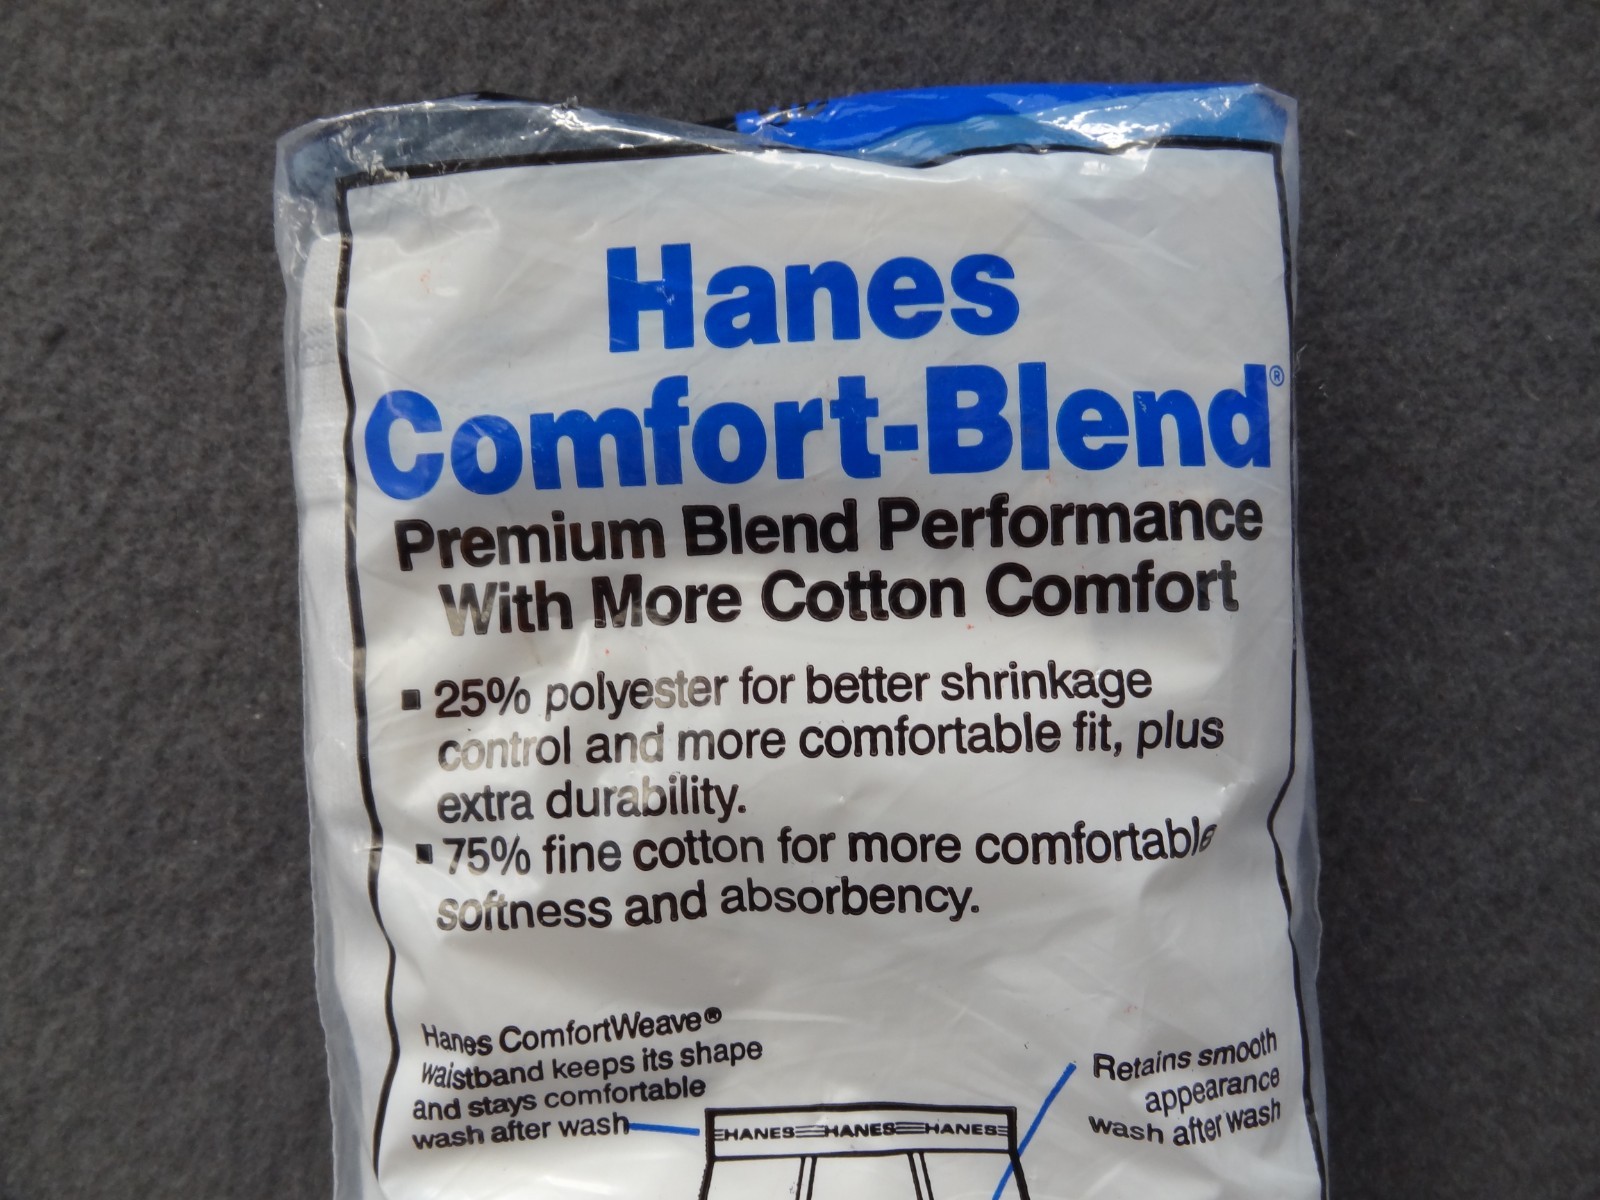 Hanes
Comfort-Blend®
Premium Blend Performance
With More Cotton Comfort
▪ 25% polyester for better shrinkage
control and more comfortable fit, plus
extra durability.
▪ 75% fine cotton for more comfortable
softness and absorbency.
Hanes ComfortWeave®
waistband keeps its shape
and stays comfortable
wash after wash
Retains smooth
appearance
wash after wash
HANES HANES HANES